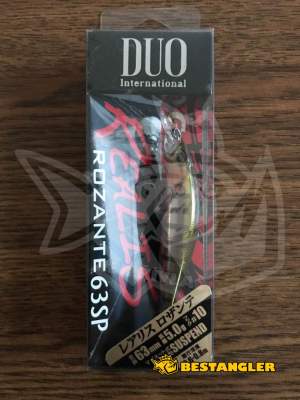 DUO
International
REALIS
ROZANTE 63SP
レアリス ロザンテ
63mm 5.0g #10
SUSPEND
BESTANGLER